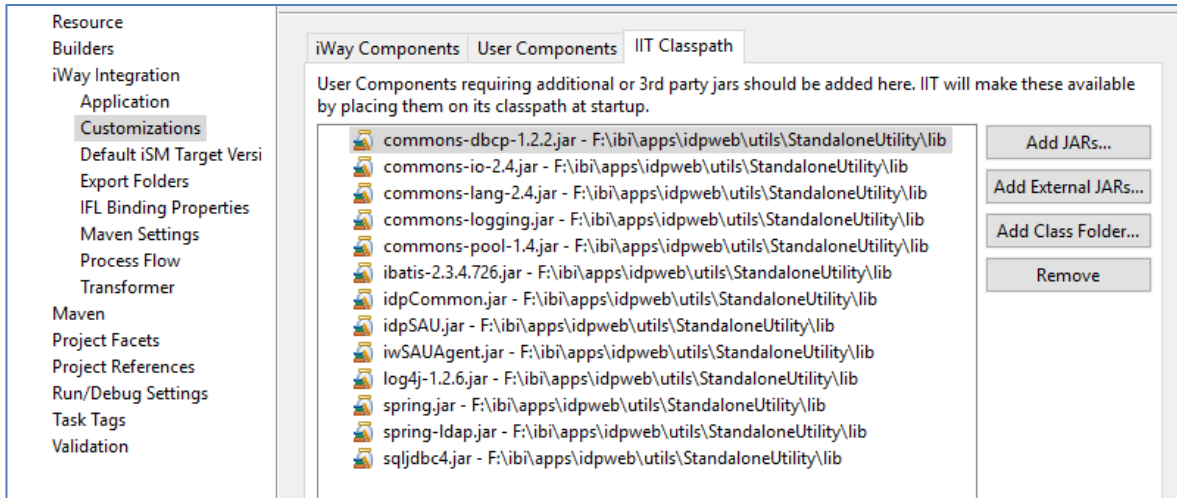 Resource
Builders
iWay Integration
Application
Customizations
Default iSM Target Versi
Export Folders
IFL Binding Properties
Maven Settings
Process Flow
Transformer
Maven
Project Facets
Project References
Run/Debug Settings
Task Tags
Validation
iWay Components User Components IIT Classpath
User Components requiring additional or 3rd party jars should be added here. IIT will make these available
by placing them on its classpath at startup.
commons-dbcp-1.2.2.jar - F:\ibi\apps\idpweb\utils\StandaloneUtility\lib
commons-io-2.4.jar - F:\ibi\apps\idpweb\utils\StandaloneUtility\lib
commons-lang-2.4.jar - F:\ibi\apps\idpweb\utils\StandaloneUtility\lib
commons-logging.jar - F:\ibi\apps\idpweb\utils\StandaloneUtility\lib
commons-pool-1.4.jar - F:\ibi\apps\idpweb\utils\StandaloneUtility\lib
ibatis-2.3.4.726.jar - F:\ibi\apps\idpweb\utils\StandaloneUtility\lib
idpCommon.jar - F:\ibi\apps\idpweb\utils\StandaloneUtility\lib
idpSAU.jar - F:\ibi\apps\idpweb\utils\StandaloneUtility\lib
iwSAUAgent.jar - F:\ibi\apps\idpweb\utils\StandaloneUtility\lib
log4j-1.2.6.jar - F:\ibi\apps\idpweb\utils\StandaloneUtility\lib
spring.jar - F:\ibi\apps\idpweb\utils\StandaloneUtility\lib
spring-ldap.jar - F:\ibi\apps\idpweb\utils\StandaloneUtility\lib
sqljdbc4.jar - F:\ibi\apps\idpweb\utils\StandaloneUtility\lib
Add JARs...
Add External JARs...
Add Class Folder...
Remove